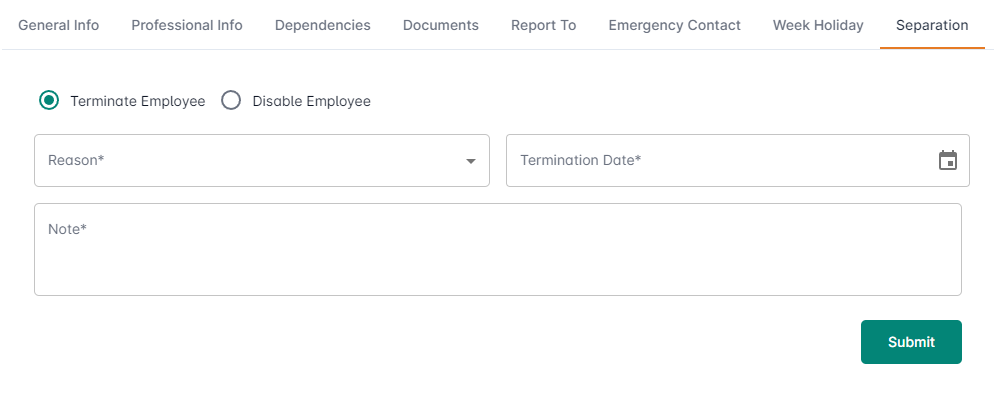 General Info Professional Info Dependencies Documents Report To Emergency Contact Week Holiday Separation
Terminate Employee Disable Employee
Reason* Termination Date*
Note*
Submit